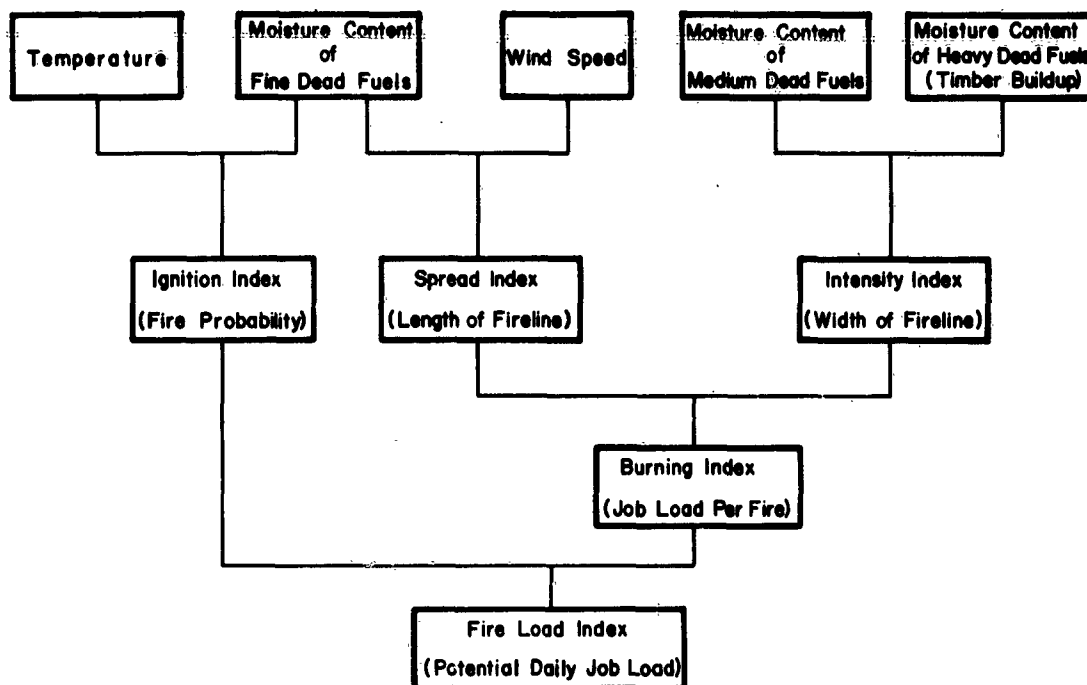 Temperature
Moisture Content
of
Fine Dead Fuels
Wind Speed
Moisture Content
of
Medium Dead Fuels
Moisture Content
of Heavy Dead Fuels
(Timber Buildup)
Ignition Index
(Fire Probability)
Spread Index
(Length of Fireline)
Intensity Index
(Width of Fireline)
Burning Index
(Job Load Per Fire)
Fire Load Index
(Potential Daily Job Load)